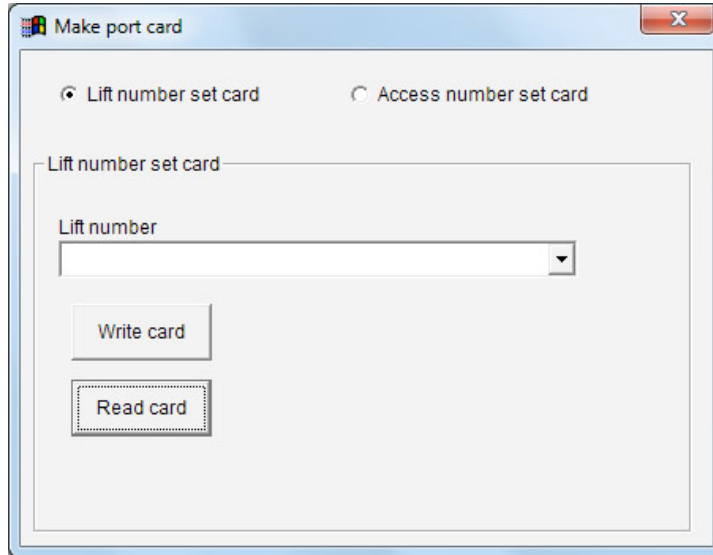 Make port card
Lift number set card Access number set card
Lift number set card
Lift number
Write card
Read card